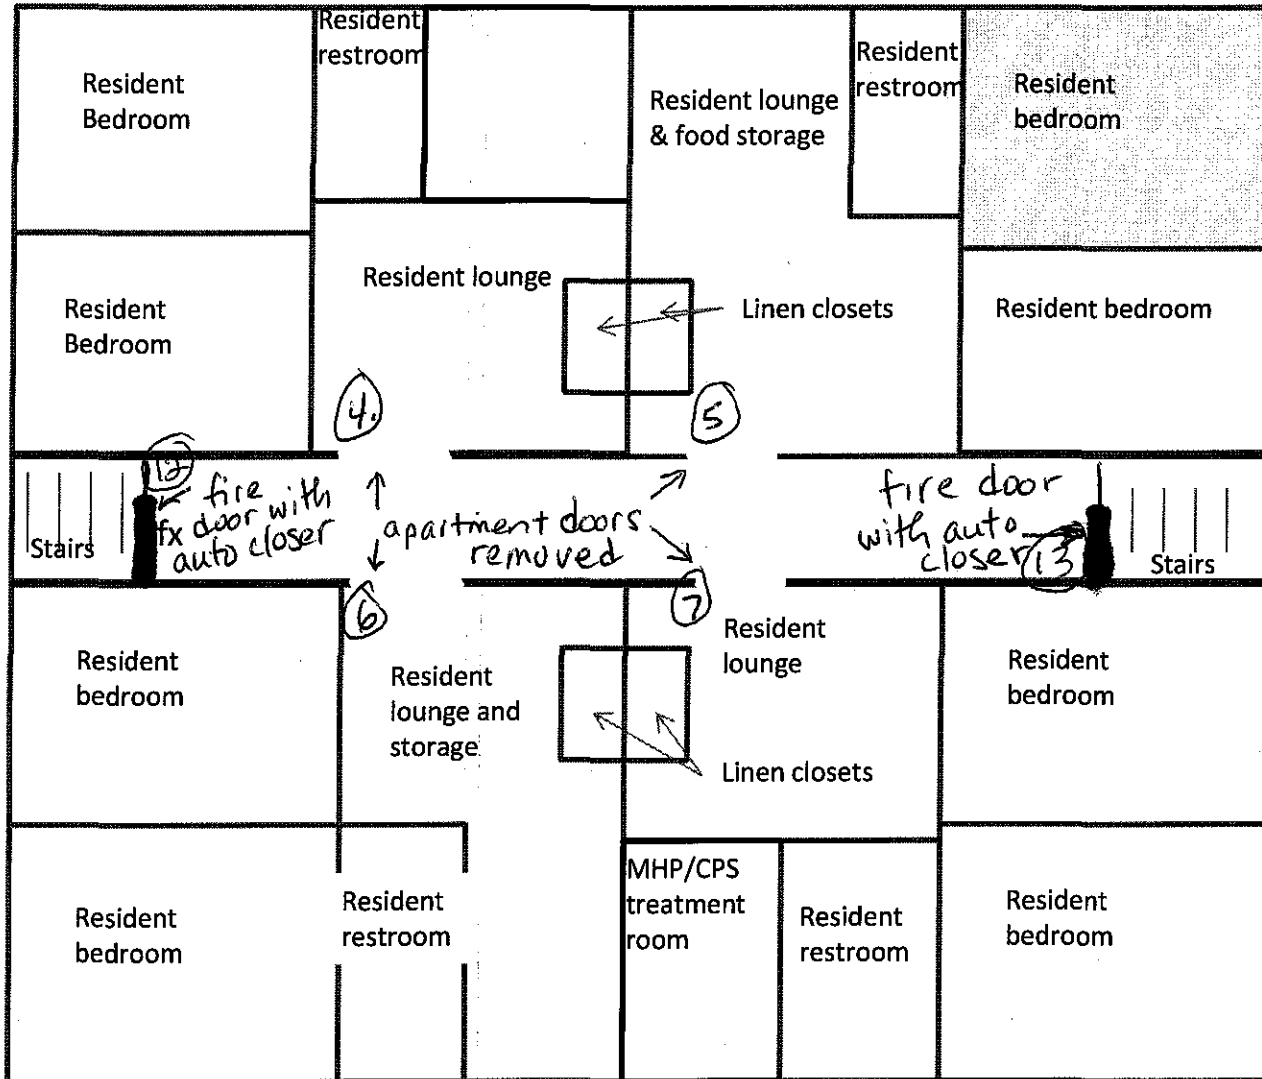 Resident
Bedroom
Resident
restroom
Resident lounge
& food storage
Resident
restroom
Resident
bedroom
Resident
Bedroom
Resident lounge
Linen closets
Resident bedroom
4.
5
12
fire
fx door with
auto closer
Stairs
apartment doors
removed
fire door
with auto
closer
13
Stairs
6
7
Resident
bedroom
Resident
lounge and
storage
Resident
lounge
Linen closets
Resident
bedroom
Resident
bedroom
Resident
restroom
MHP/CPS
treatment
room
Resident
restroom
Resident
bedroom